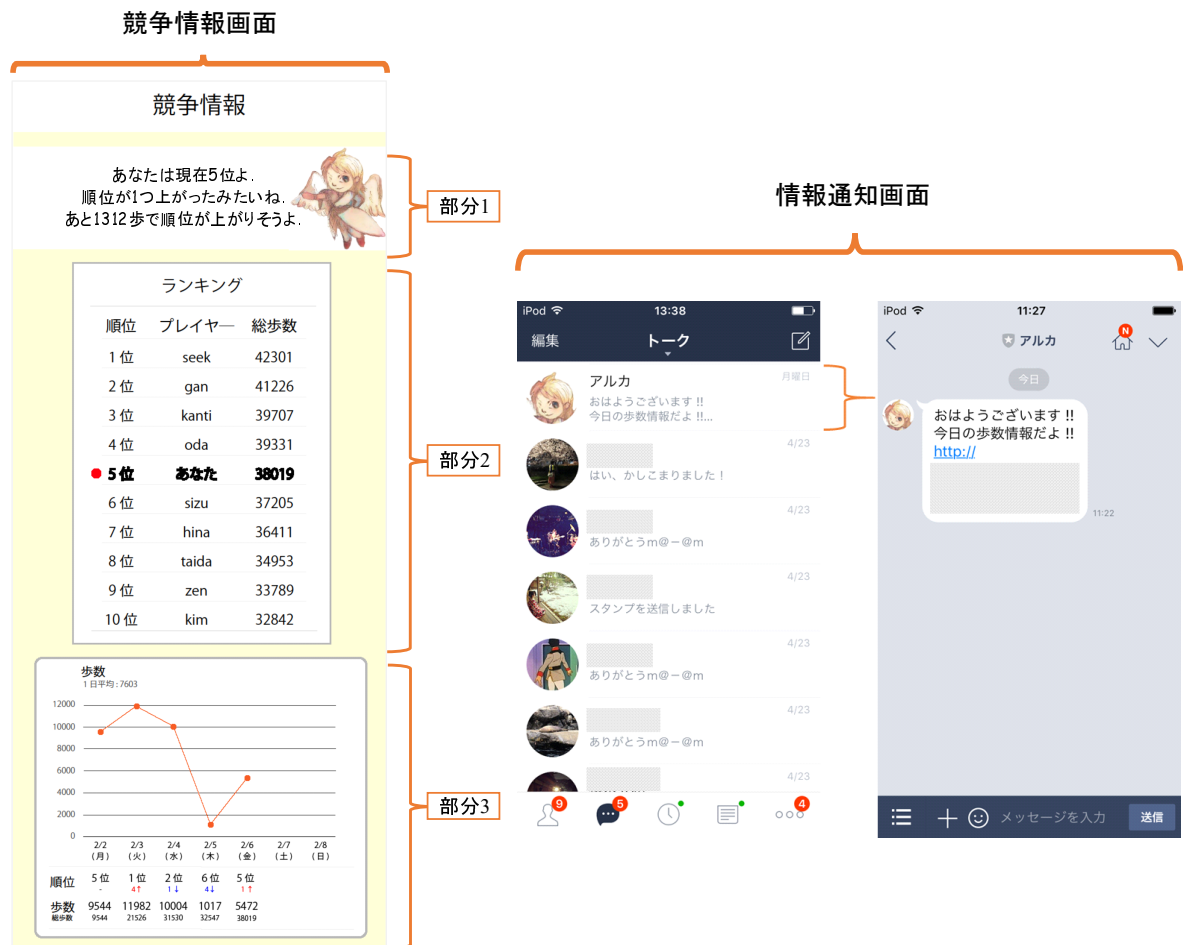 競争情報画面
競争情報
あなたは現在5位よ.
順位が1つ上がったみたいね.
あと1312歩で順位が上がりそうよ.
部分1
ランキング
順位 プレイヤー 総歩数
1 位 seek 42301
2 位 gan 41226
3 位 kanti 39707
4 位 oda 39331
5 位 あなた 38019
6 位 sizu 37205
7 位 hina 36411
8 位 taida 34953
9 位 zen 33789
10 位 kim 32842
部分2
歩数
1 日平均 : 7603
12000
10000
8000
6000
4000
2000
0
2/2 2/3 2/4 2/5 2/6 2/7 2/8
(月) (火) (水) (木) (金) (土) (日)
順位 5 位 1 位 2 位 6 位 5 位
- 4↑ 1↓ 4↓ 1↑
歩数 9544 11982 10004 1017 5472
総歩数 9544 21526 31530 32547 38019
部分3
情報通知画面
iPod 13:38
編集 トーク
アルカ 月曜日
おはようございます !!
今日の歩数情報だよ !!...
4/23
はい、かしこまりました!
4/23
ありがとうm@ー@m
4/23
スタンプを送信しました
4/23
ありがとうm@ー@m
4/23
ありがとうm@ー@m
4/23
9 5 4
iPod 11:27
アルカ N
今日
おはようございます !!
今日の歩数情報だよ !!
http://
11:22
メッセージを入力 送信